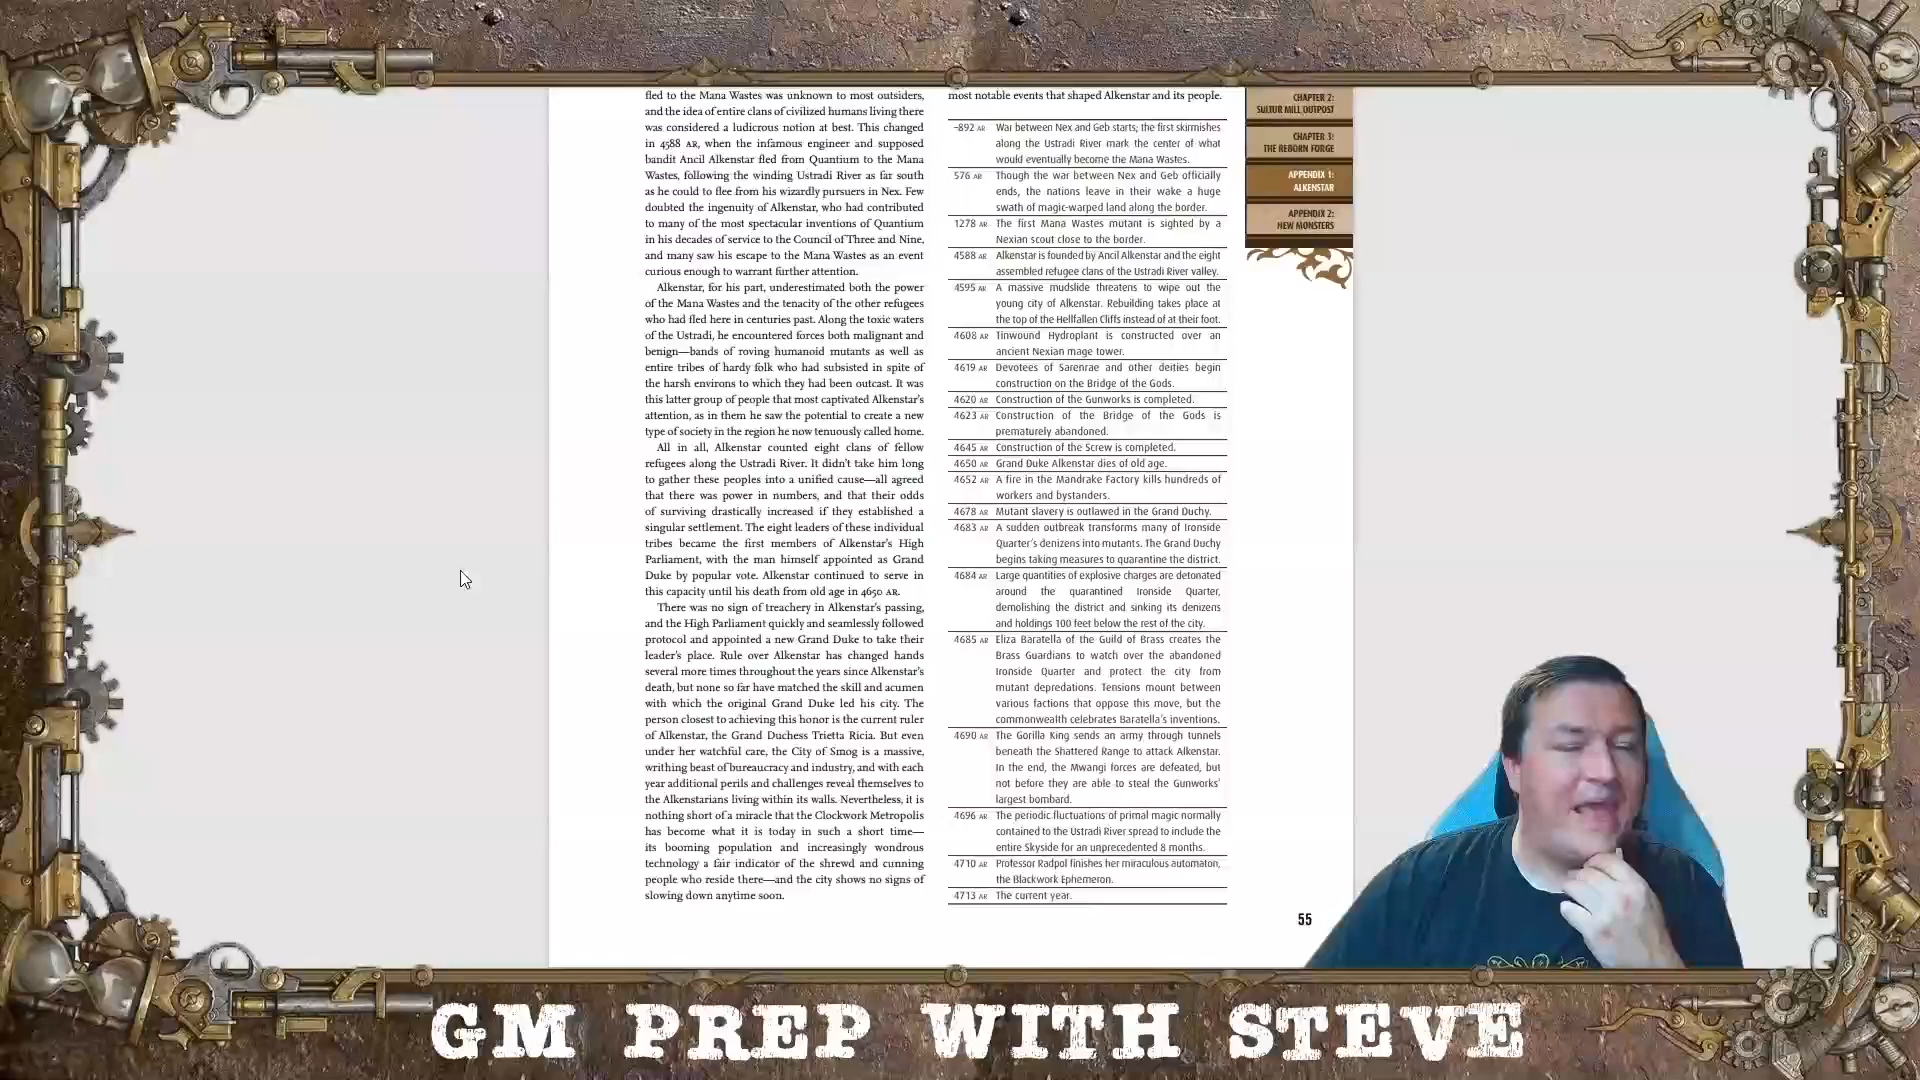 fled to the Mana Wastes was unknown to most outsiders,
and the idea of entire clans of civilized humans living there
was considered a ludicrous notion at best. This changed
in 4588 AR, when the infamous engineer and supposed
bandit Ancil Alkenstar fled from Quantium to the Mana
Wastes, following the winding Ustradi River as far south
as he could to flee from his wizardly pursuers in Nex. Few
doubted the ingenuity of Alkenstar, who had contributed
to many of the most spectacular inventions of Quantium
in his decades of service to the Council of Three and Nine,
and many saw his escape to the Mana Wastes as an event
curious enough to warrant further attention.
Alkenstar, for his part, underestimated both the power
of the Mana Wastes and the tenacity of the other refugees
who had fled here in centuries past. Along the toxic waters
of the Ustradi, he encountered forces both malignant and
benign—bands of roving humanoid mutants as well as
entire tribes of hardy folk who had subsisted in spite of
the harsh environs to which they had been outcast. It was
this latter group of people that most captivated Alkenstar's
attention, as in them he saw the potential to create a new
type of society in the region he now tenuously called home.
All in all, Alkenstar counted eight clans of fellow
refugees along the Ustradi River. It didn't take him long
to gather these peoples into a unified cause—all agreed
that there was power in numbers, and that their odds
of surviving drastically increased if they established a
singular settlement. The eight leaders of these individual
tribes became the first members of Alkenstar's High
Parliament, with the man himself appointed as Grand
Duke by popular vote. Alkenstar continued to serve in
this capacity until his death from old age in 4650 AR.
There was no sign of treachery in Alkenstar's passing,
and the High Parliament quickly and seamlessly followed
protocol and appointed a new Grand Duke to take their
leader's place. Rule over Alkenstar has changed hands
several more times throughout the years since Alkenstar's
death, but none so far have matched the skill and acumen
with which the original Grand Duke led his city. The
person closest to achieving this honor is the current ruler
of Alkenstar, the Grand Duchess Trietta Ricia. But even
under her watchful care, the City of Smog is a massive,
writhing beast of bureaucracy and industry, and with each
year additional perils and challenges reveal themselves to
the Alkenstarians living within its walls. Nevertheless, it is
nothing short of a miracle that the Clockwork Metropolis
has become what it is today in such a short time—
its booming population and increasingly wondrous
technology a fair indicator of the shrewd and cunning
people who reside there—and the city shows no signs of
slowing down anytime soon.
most notable events that shaped Alkenstar and its people.
–892 AR War between Nex and Geb starts; the first skirmishes
along the Ustradi River mark the center of what
would eventually become the Mana Wastes.
576 AR Though the war between Nex and Geb officially
ends, the nations leave in their wake a huge
swath of magic-warped land along the border.
1278 AR The first Mana Wastes mutant is sighted by a
Nexian scout close to the border.
4588 AR Alkenstar is founded by Ancil Alkenstar and the eight
assembled refugee clans of the Ustradi River valley.
4595 AR A massive mudslide threatens to wipe out the
young city of Alkenstar. Rebuilding takes place at
the top of the Hellfallen Cliffs instead of at their foot.
4608 AR Tinwound Hydroplant is constructed over an
ancient Nexian mage tower.
4619 AR Devotees of Sarenrae and other deities begin
construction on the Bridge of the Gods.
4620 AR Construction of the Gunworks is completed.
4623 AR Construction of the Bridge of the Gods is
prematurely abandoned.
4645 AR Construction of the Screw is completed.
4650 AR Grand Duke Alkenstar dies of old age.
4652 AR A fire in the Mandrake Factory kills hundreds of
workers and bystanders.
4678 AR Mutant slavery is outlawed in the Grand Duchy.
4683 AR A sudden outbreak transforms many of Ironside
Quarter's denizens into mutants. The Grand Duchy
begins taking measures to quarantine the district.
4684 AR Large quantities of explosive charges are detonated
around the quarantined Ironside Quarter,
demolishing the district and sinking its denizens
and holdings 100 feet below the rest of the city.
4685 AR Eliza Baratella of the Guild of Brass creates the
Brass Guardians to watch over the abandoned
Ironside Quarter and protect the city from
mutant depredations. Tensions mount between
various factions that oppose this move, but the
commonwealth celebrates Baratella's inventions.
4690 AR The Gorilla King sends an army through tunnels
beneath the Shattered Range to attack Alkenstar.
In the end, the Mwangi forces are defeated, but
not before they are able to steal the Gunworks'
largest bombard.
4696 AR The periodic fluctuations of primal magic normally
contained to the Ustradi River spread to include the
entire Skyside for an unprecedented 8 months.
4710 AR Professor Radpol finishes her miraculous automaton,
the Blackwork Ephemeron.
4713 AR The current year.
CHAPTER 2:
SULTUR MILL OUTPOST
CHAPTER 3:
THE REBORN FORGE
APPENDIX 1:
ALKENSTAR
APPENDIX 2:
NEW MONSTERS
55
GM PREP WITH STEVE